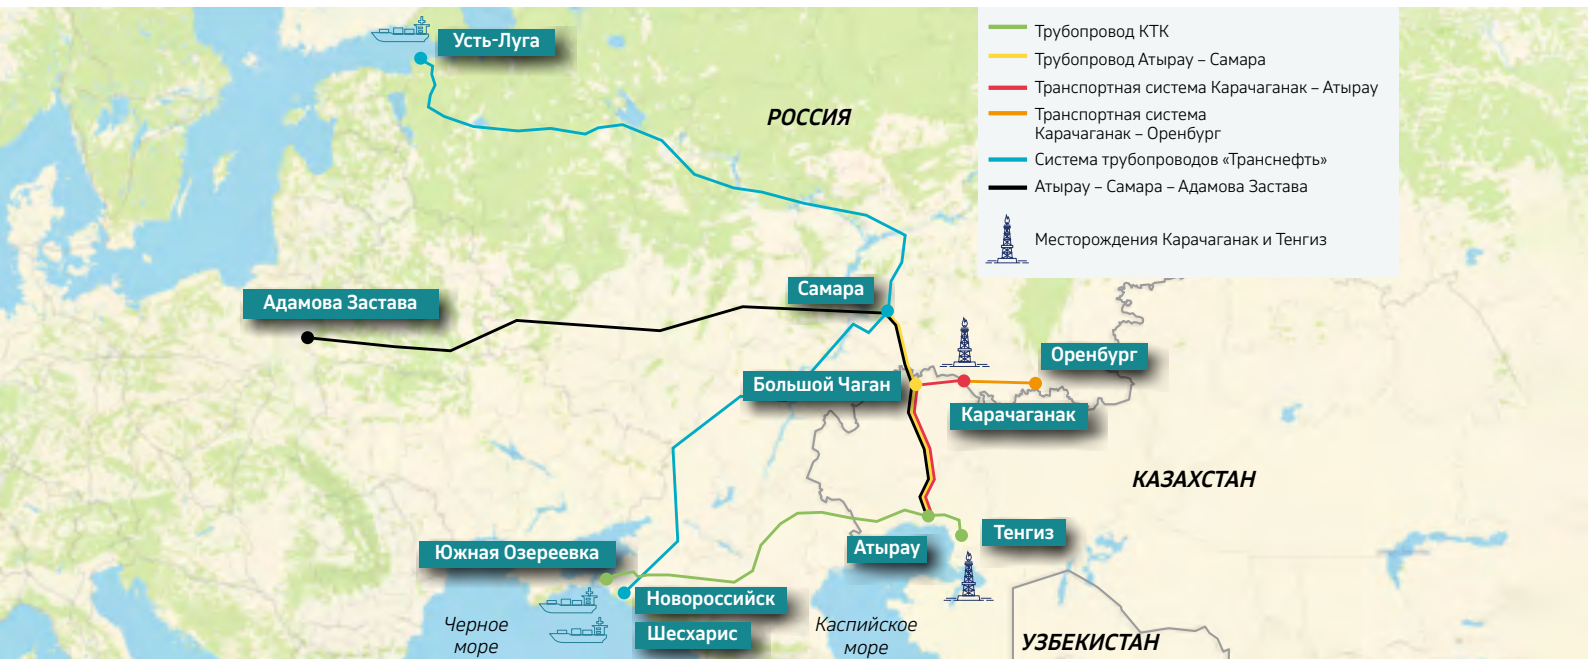 Усть-Луга
РОССИЯ
Трубопровод КТК
Трубопровод Атырау – Самара
Транспортная система Карачаганак – Атырау
Транспортная система
Карачаганак – Оренбург
Система трубопроводов «Транснефть»
Атырау – Самара – Адамова Застава
Месторождения Карачаганак и Тенгиз
Адамова Застава
Самара
Большой Чаган
Оренбург
Карачаганак
КАЗАХСТАН
Южная Озереевка
Атырау
Тенгиз
Новороссийск
Шесхарис
Черное
море
Каспийское
море
УЗБЕКИСТАН